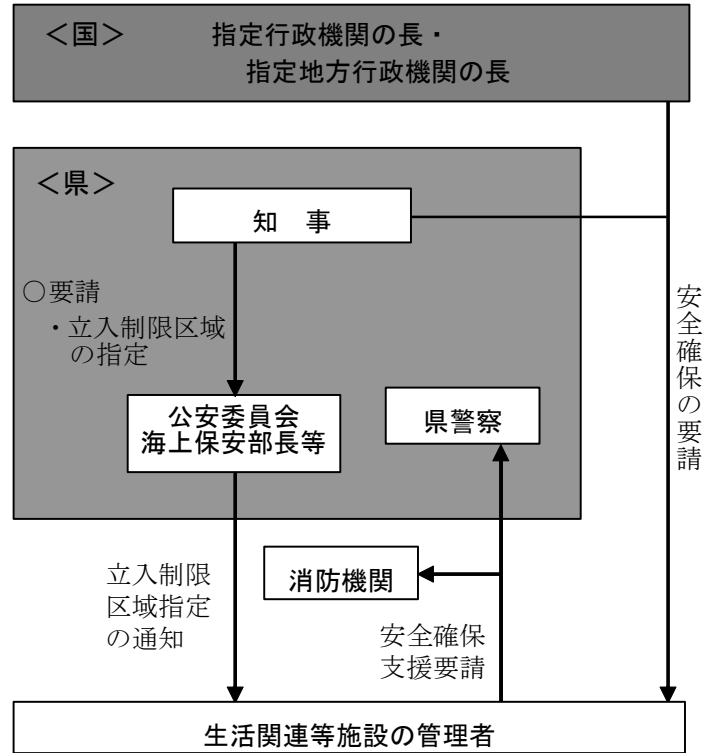 <国>　　指定行政機関の長・
指定地方行政機関の長
<県>
知　事
○要請
・立入制限区域
の指定
公安委員会
海上保安部長等
県警察
安全確保の要請
立入制限
区域指定
の通知
消防機関
安全確保
支援要請
生活関連等施設の管理者